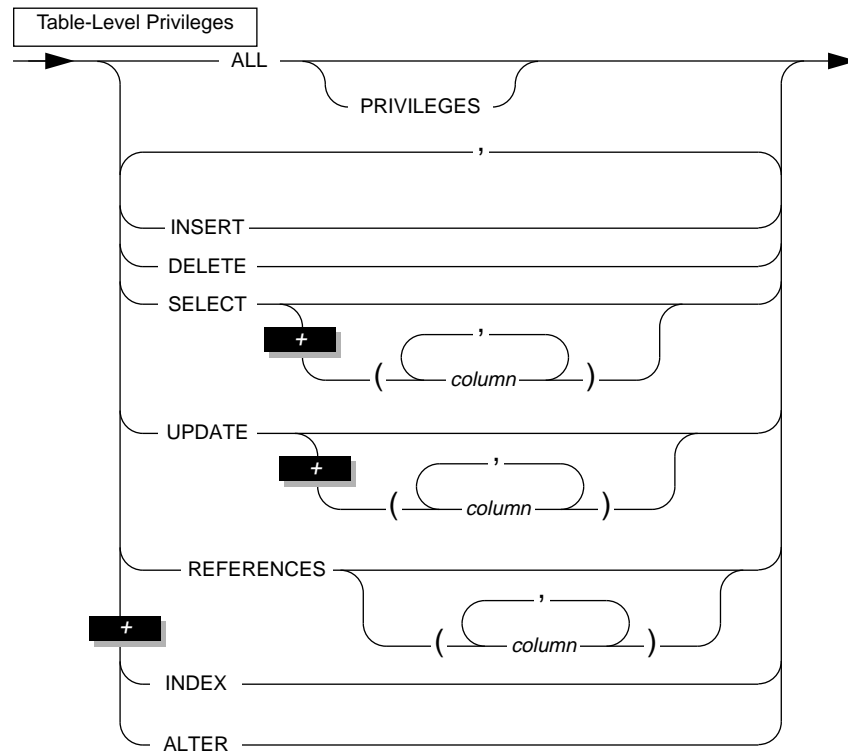 Table-Level Privileges
ALL
PRIVILEGES
,
INSERT
DELETE
SELECT
+
,
( column )
UPDATE
+
,
( column )
REFERENCES
,
+
( column )
INDEX
ALTER